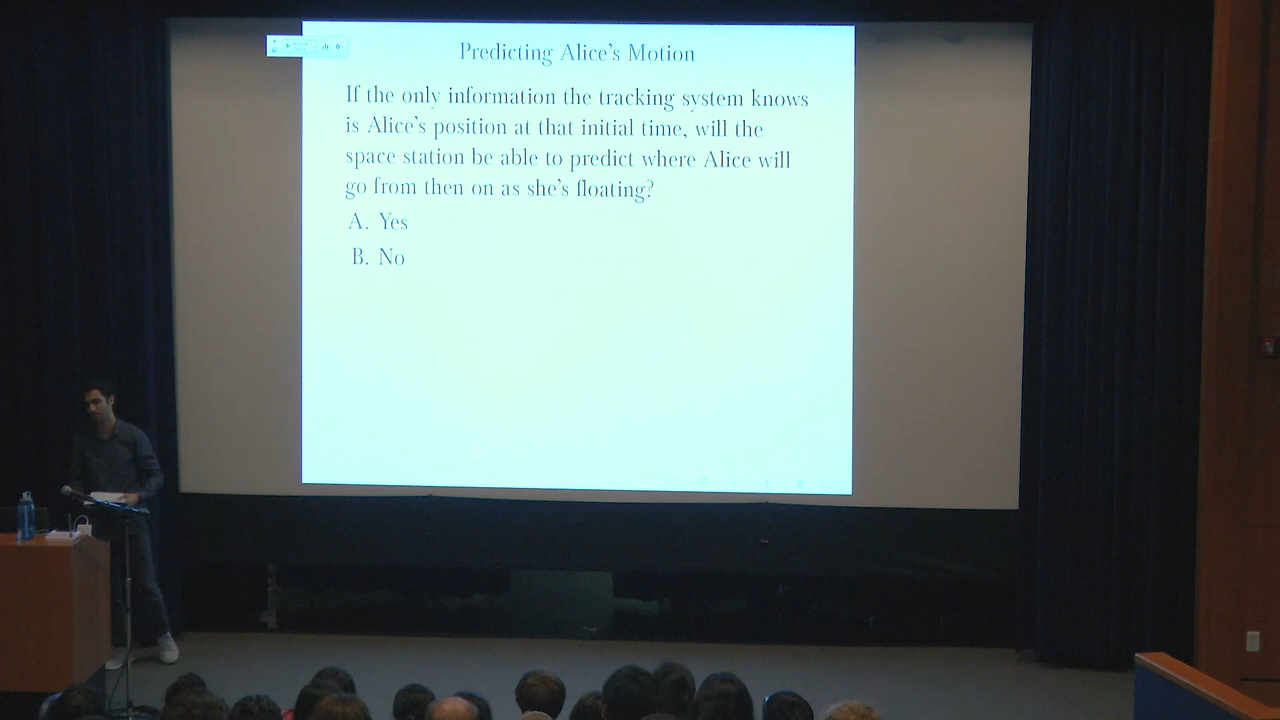 Predicting Alice's Motion
If the only information the tracking system knows
is Alice's position at that initial time, will the
space station be able to predict where Alice will
go from then on as she's floating?
A. Yes
B. No